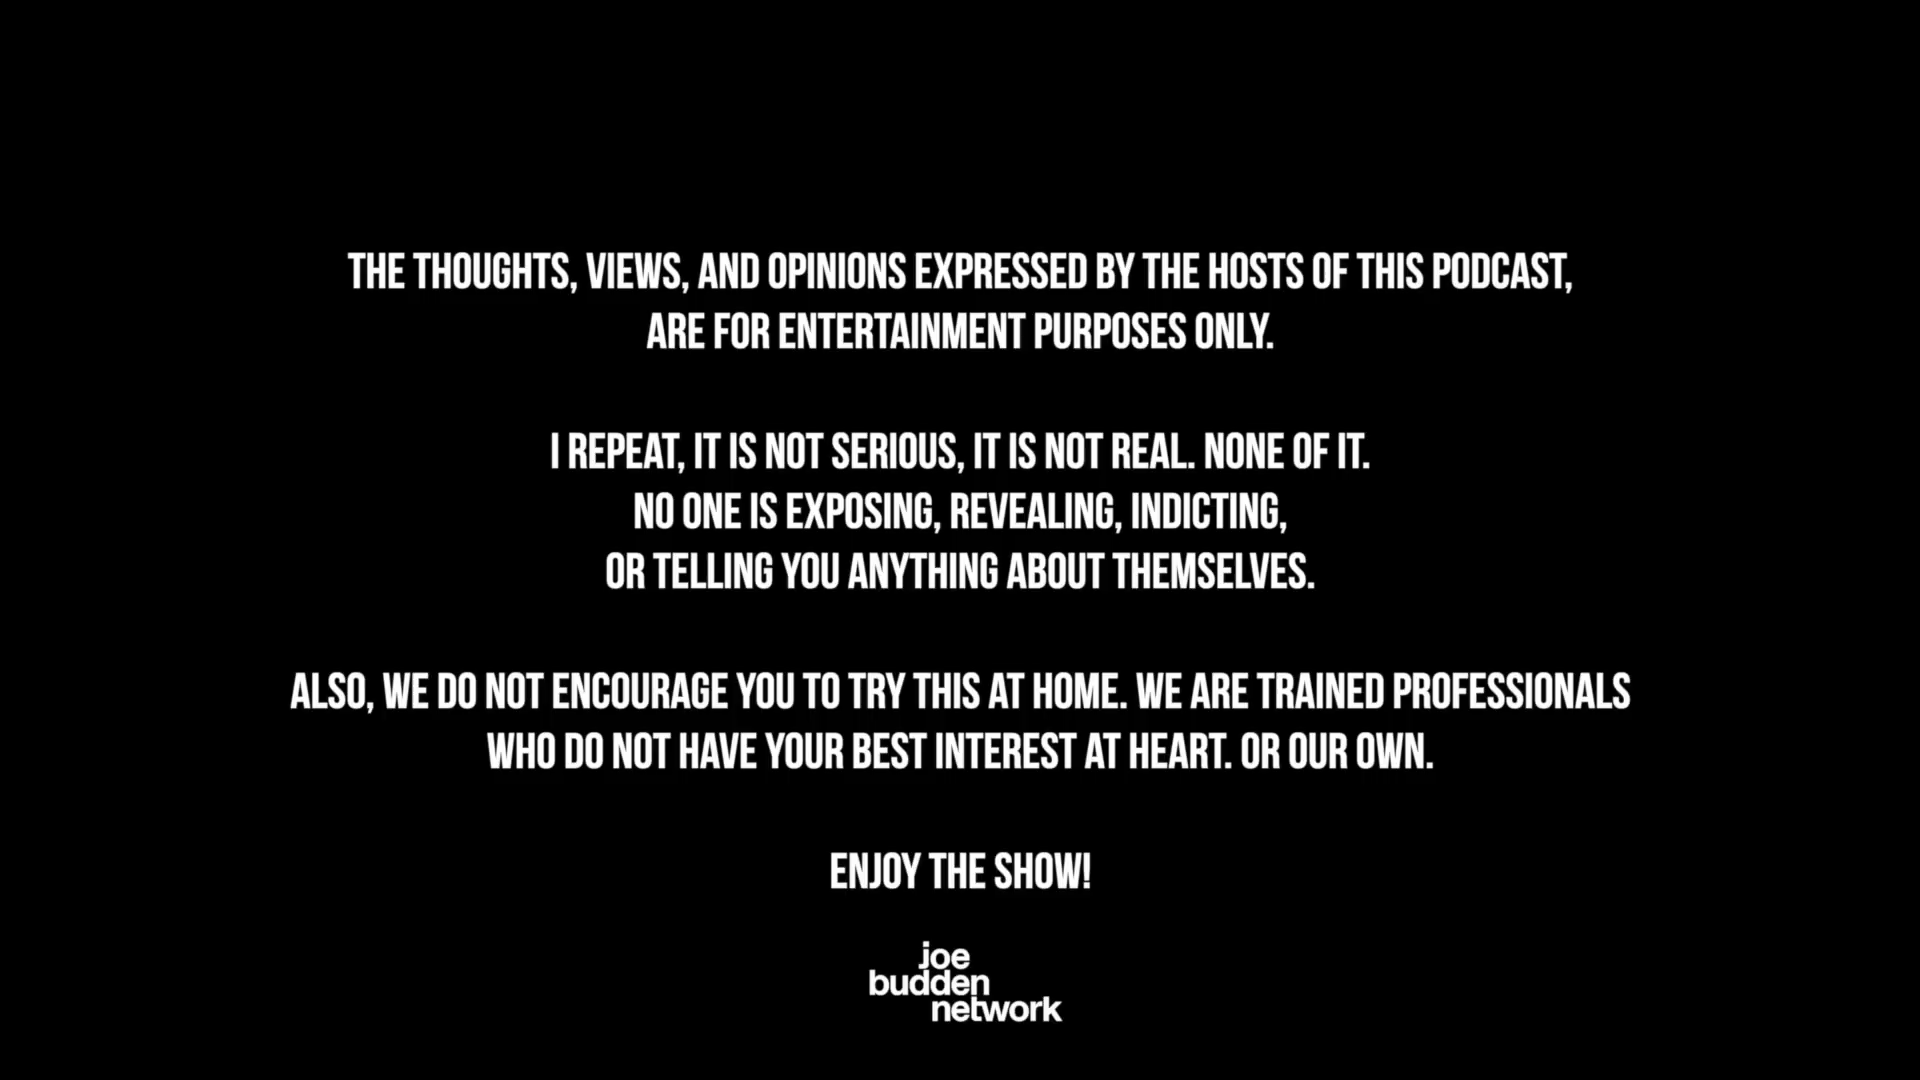 THE THOUGHTS, VIEWS, AND OPINIONS EXPRESSED BY THE HOSTS OF THIS PODCAST,
ARE FOR ENTERTAINMENT PURPOSES ONLY.
I REPEAT, IT IS NOT SERIOUS, IT IS NOT REAL. NONE OF IT.
NO ONE IS EXPOSING, REVEALING, INDICTING,
OR TELLING YOU ANYTHING ABOUT THEMSELVES.
ALSO, WE DO NOT ENCOURAGE YOU TO TRY THIS AT HOME. WE ARE TRAINED PROFESSIONALS
WHO DO NOT HAVE YOUR BEST INTEREST AT HEART. OR OUR OWN.
ENJOY THE SHOW!
joe
budden
network